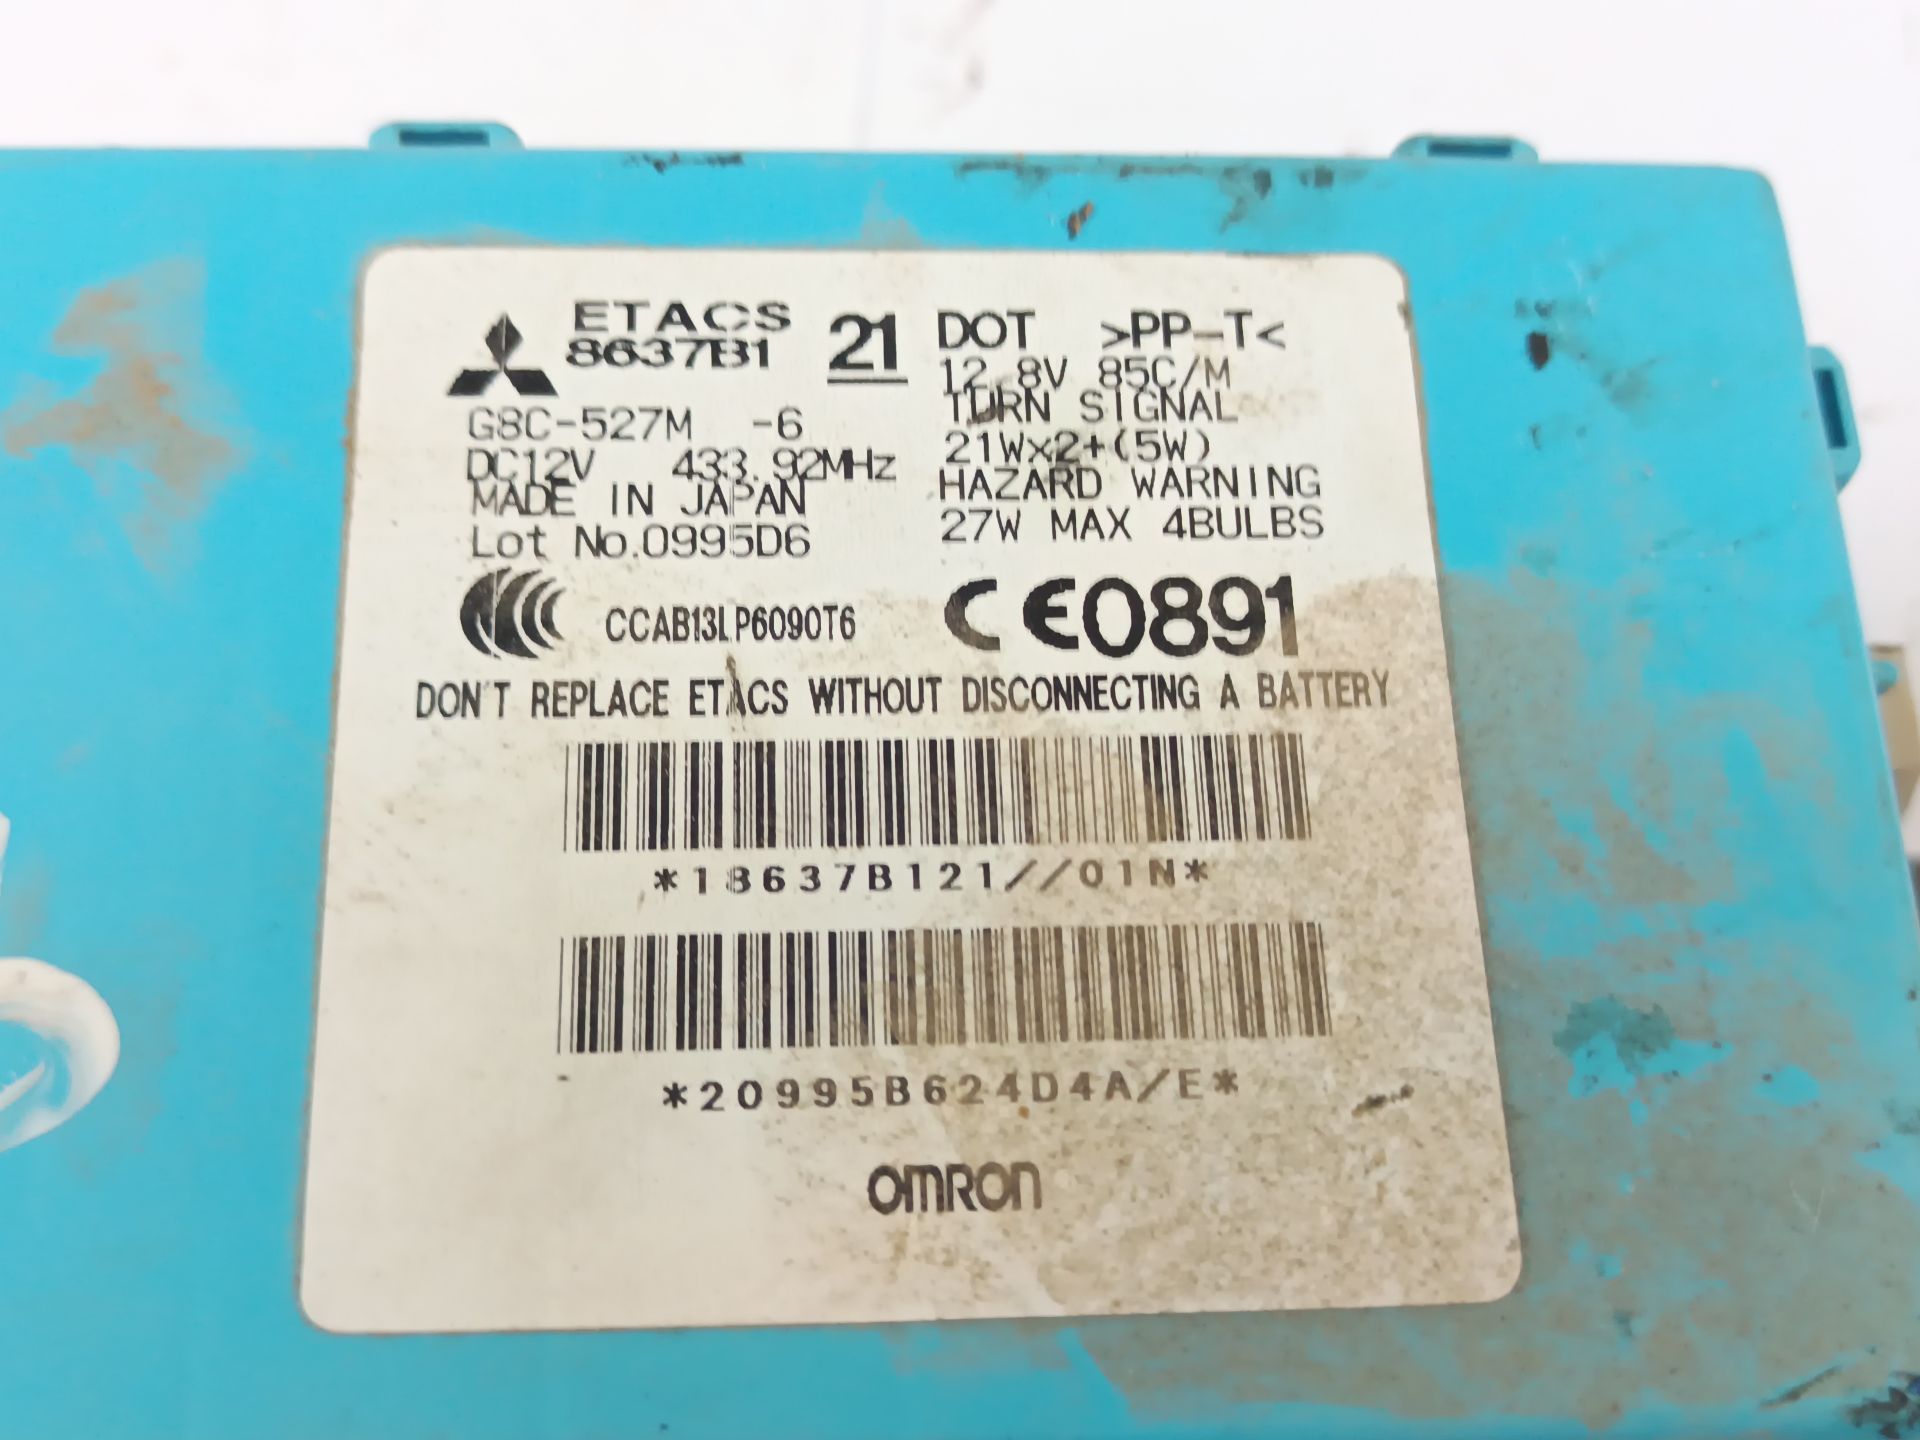 ETACS
8637B1
21
G8C-527M -6
DC12V 433.92MHz
MADE IN JAPAN
Lot No.0995D6
DOT >PP-T<
12.8V 85C/M
TURN SIGNAL
21W×2+(5W)
HAZARD WARNING
27W MAX 4BULBS
CCAB13LP6090T6
CE0891
DON'T REPLACE ETACS WITHOUT DISCONNECTING A BATTERY
*18637B121//01N*
*20995B624D4A/E*
OMRON